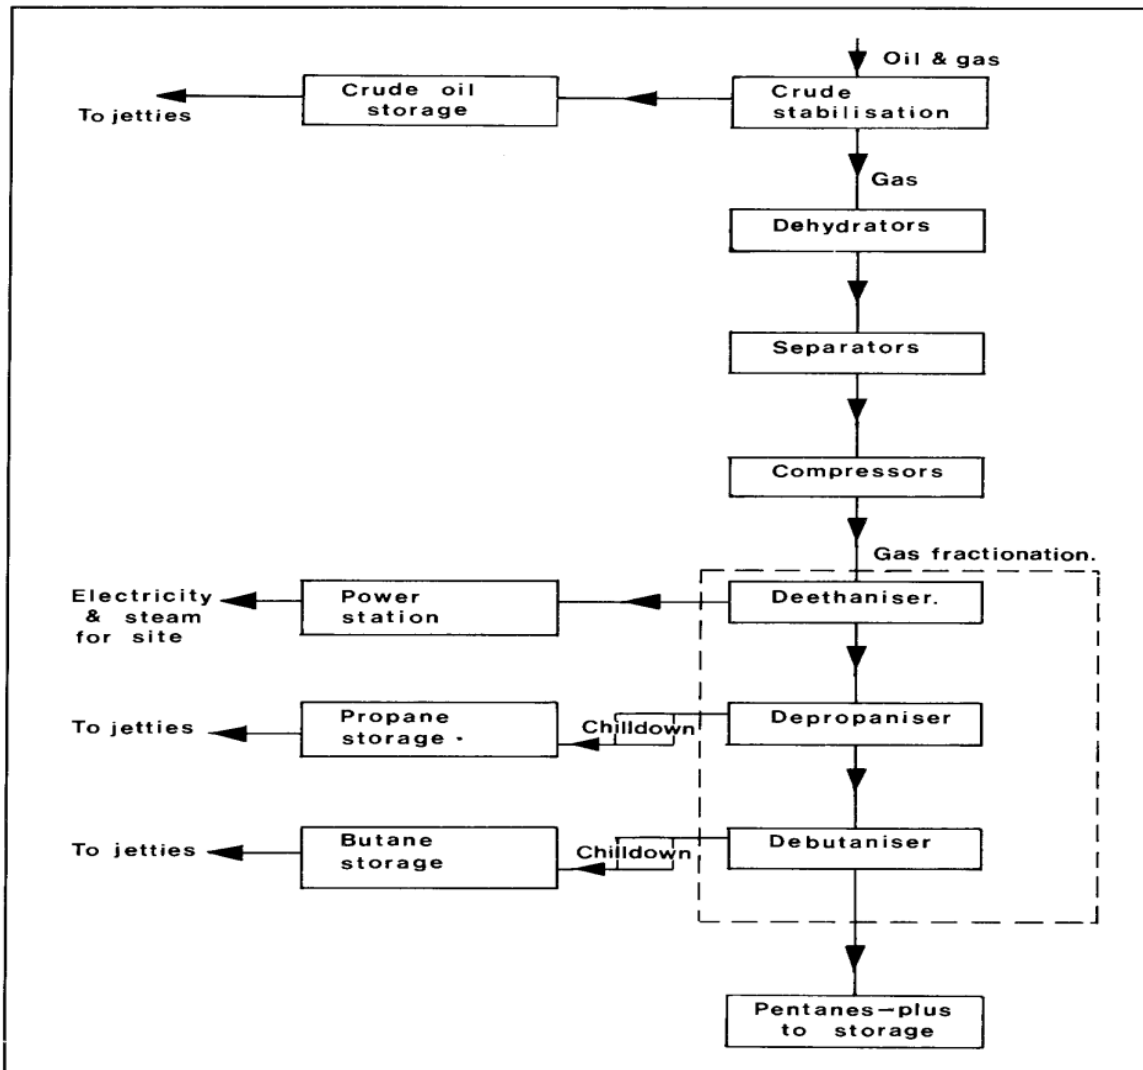 Oil & gas
Crude oil
storage
Crude
stabilisation
To jetties
Gas
Dehydrators
Separators
Compressors
Gas fractionation.
Electricity
& steam
for site
Power
station
Deethaniser.
To jetties
Propane
storage
Chilldown
Depropaniser
To jetties
Butane
storage
Chilldown
Debutaniser
Pentanes—plus
to storage